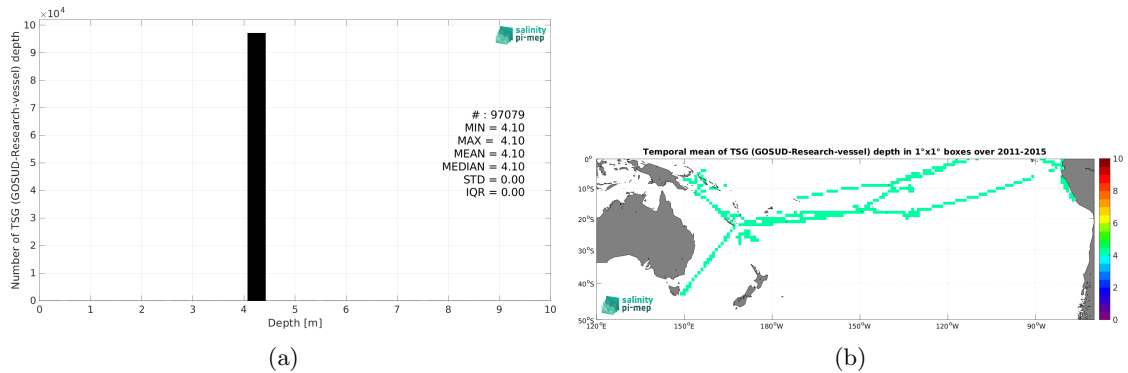 ×10⁴
10
9
8
7
6
5
4
3
2
1
0
Number of TSG (GOSUD-Research-vessel) depth
0 1 2 3 4 5 6 7 8 9 10
Depth [m]
salinity
pi-mep
# : 97079
MIN = 4.10
MAX = 4.10
MEAN = 4.10
MEDIAN = 4.10
STD = 0.00
IQR = 0.00
(a)
Temporal mean of TSG (GOSUD-Research-vessel) depth in 1°x1° boxes over 2011-2015
0°
10°S
20°S
30°S
40°S
50°S
120°E 150°E 180°W 150°W 120°W 90°W
salinity
pi-mep
10
8
6
4
2
0
(b)